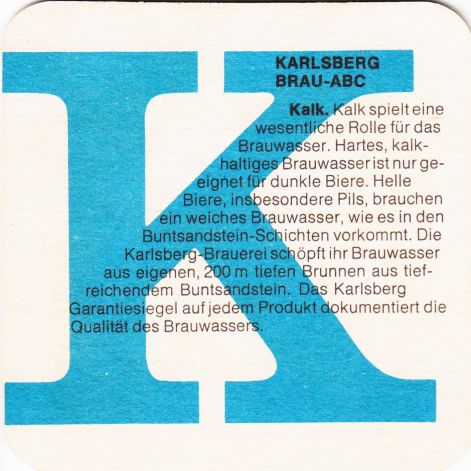 K
KARLSBERG
BRAU-ABC
Kalk. Kalk spielt eine
wesentliche Rolle für das
Brauwasser. Hartes, kalk-
haltiges Brauwasser ist nur ge-
eignet für dunkle Biere. Helle
Biere, insbesondere Pils, brauchen
ein weiches Brauwasser, wie es in den
Buntsandstein-Schichten vorkommt. Die
Karlsberg-Brauerei schöpft ihr Brauwasser
aus eigenen, 200 m tiefen Brunnen aus tief-
reichendem Buntsandstein. Das Karlsberg
Garantiesiegel auf jedem Produkt dokumentiert die
Qualität des Brauwassers.